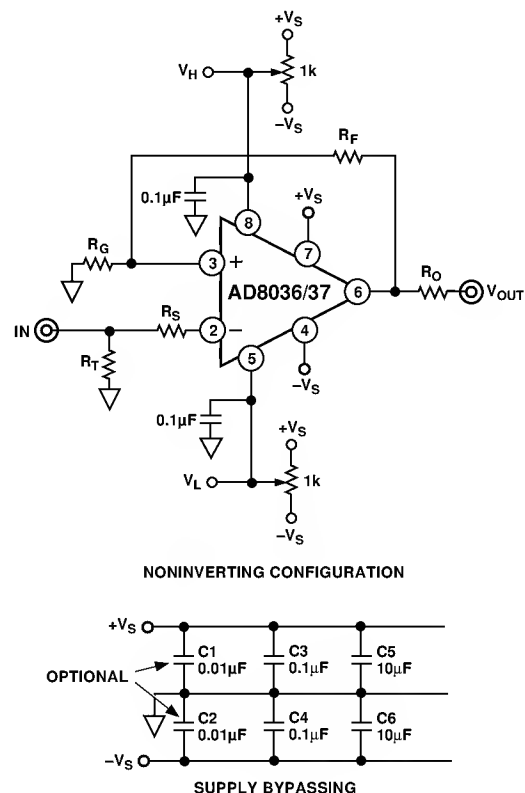 +VS
VH
1k
−VS
RF
0.1µF
+VS
8
7
RG
3
+
AD8036/37
6
RO
VOUT
IN
RS
2
−
4
RT
5
−VS
0.1µF
+VS
VL
1k
−VS
NONINVERTING CONFIGURATION
+VS
C1
0.01µF
C3
0.1µF
C5
10µF
OPTIONAL
C2
0.01µF
C4
0.1µF
C6
10µF
−VS
SUPPLY BYPASSING